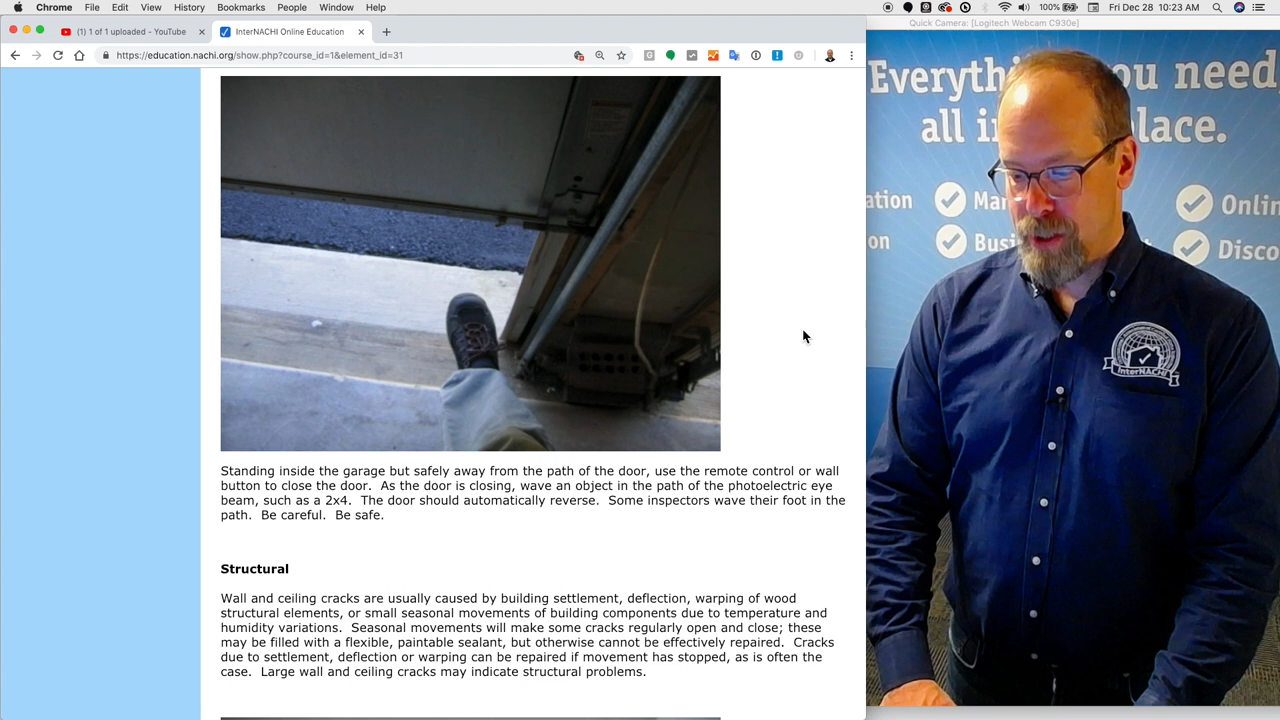 Chrome File Edit View History Bookmarks People Window Help
100% Fri Dec 28 10:23 AM
Quick Camera: [Logitech Webcam C930e]
(1) 1 of 1 uploaded - YouTube
InterNACHI Online Education
https://education.nachi.org/show.php?course_id=1&element_id=31
Standing inside the garage but safely away from the path of the door, use the remote control or wall
button to close the door. As the door is closing, wave an object in the path of the photoelectric eye
beam, such as a 2x4. The door should automatically reverse. Some inspectors wave their foot in the
path. Be careful. Be safe.
Structural
Wall and ceiling cracks are usually caused by building settlement, deflection, warping of wood
structural elements, or small seasonal movements of building components due to temperature and
humidity variations. Seasonal movements will make some cracks regularly open and close; these
may be filled with a flexible, paintable sealant, but otherwise cannot be effectively repaired. Cracks
due to settlement, deflection or warping can be repaired if movement has stopped, as is often the
case. Large wall and ceiling cracks may indicate structural problems.
Everythi ou need,
all i lace.
ation Ma Onlin
on Busi t Disco
InterNACHI